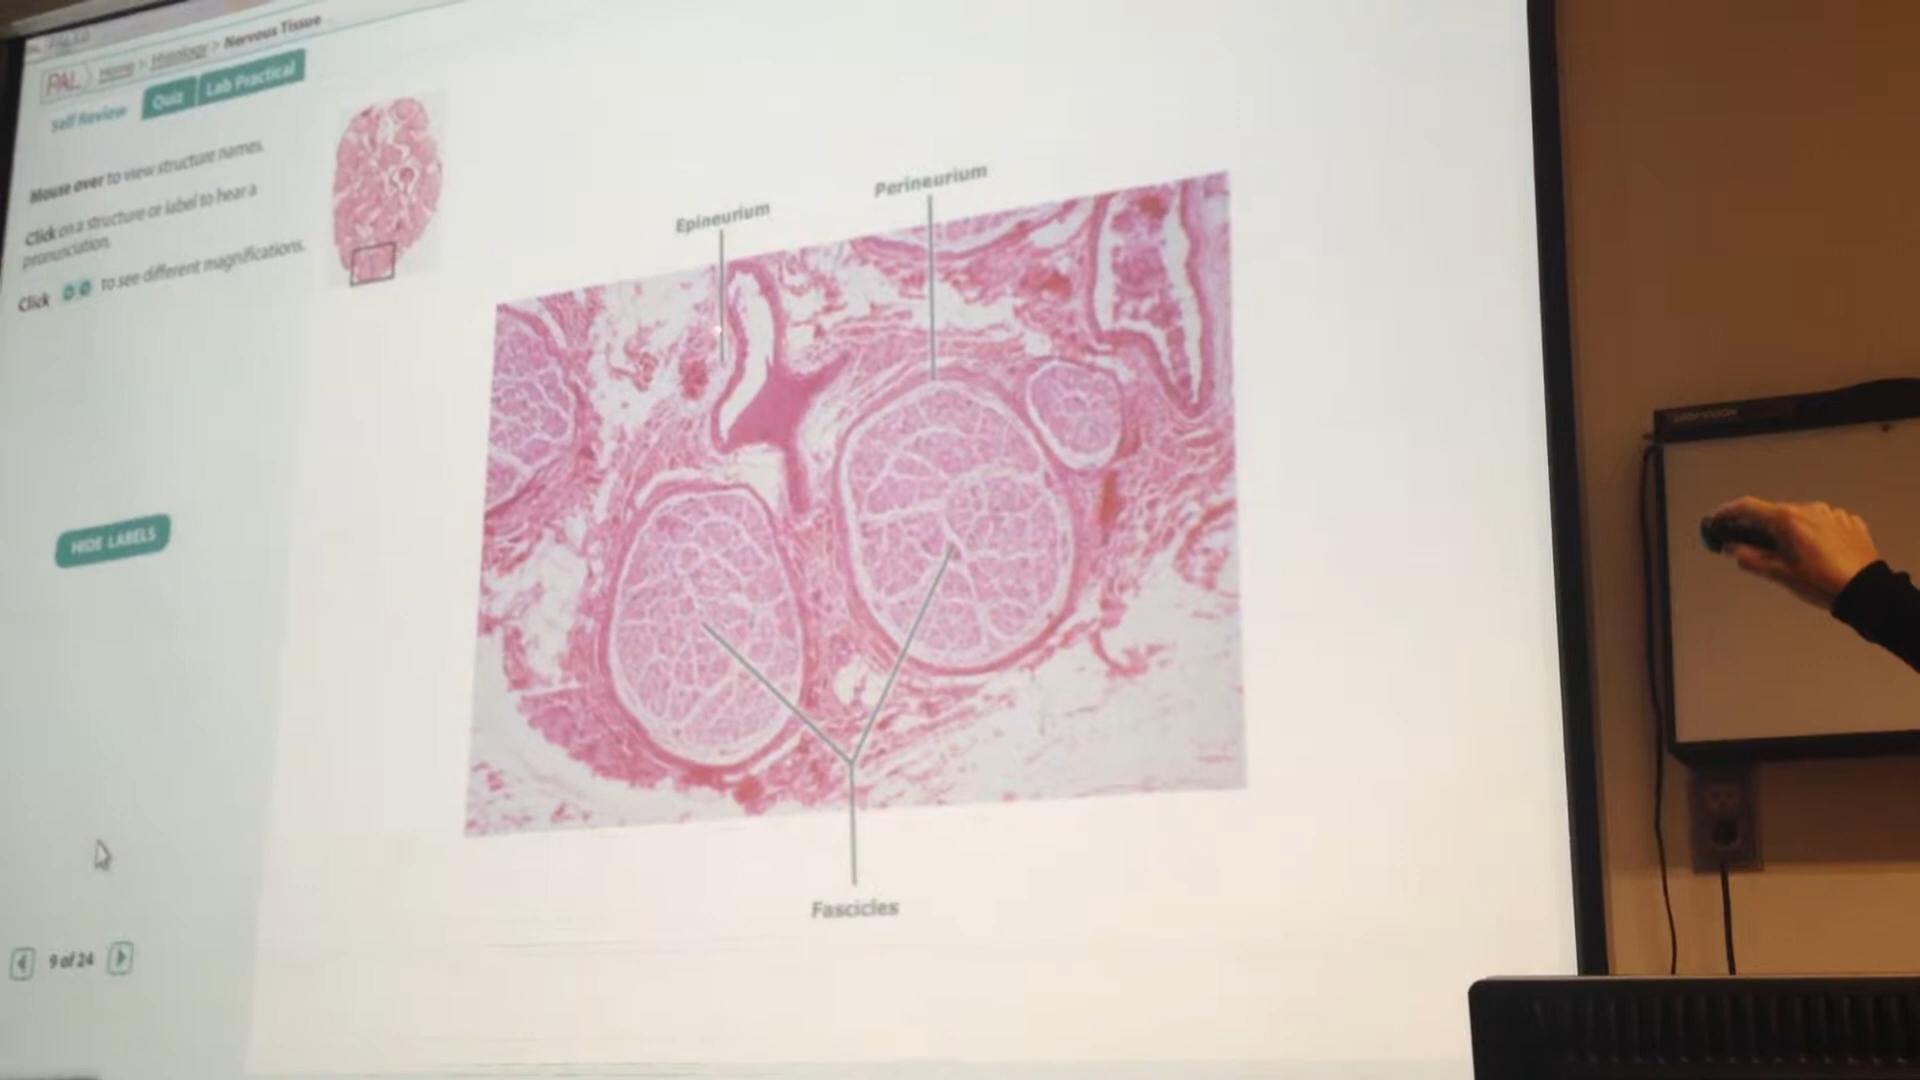 PAL Home > Histology > Nervous Tissue
Self Review Quiz Lab Practical
Mouse over to view structure names.
Click on a structure or label to hear a
pronunciation.
Click To see different magnifications.
Epineurium
Perineurium
HIDE LABELS
Fascicles
9 of 24